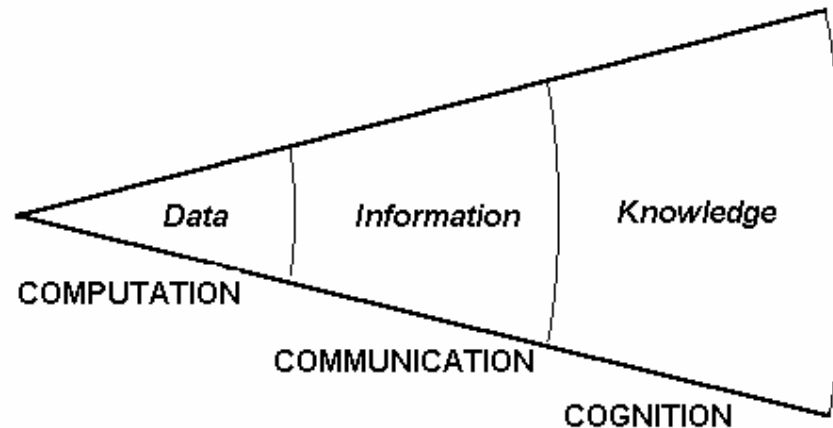 Data
Information
Knowledge
COMPUTATION
COMMUNICATION
COGNITION